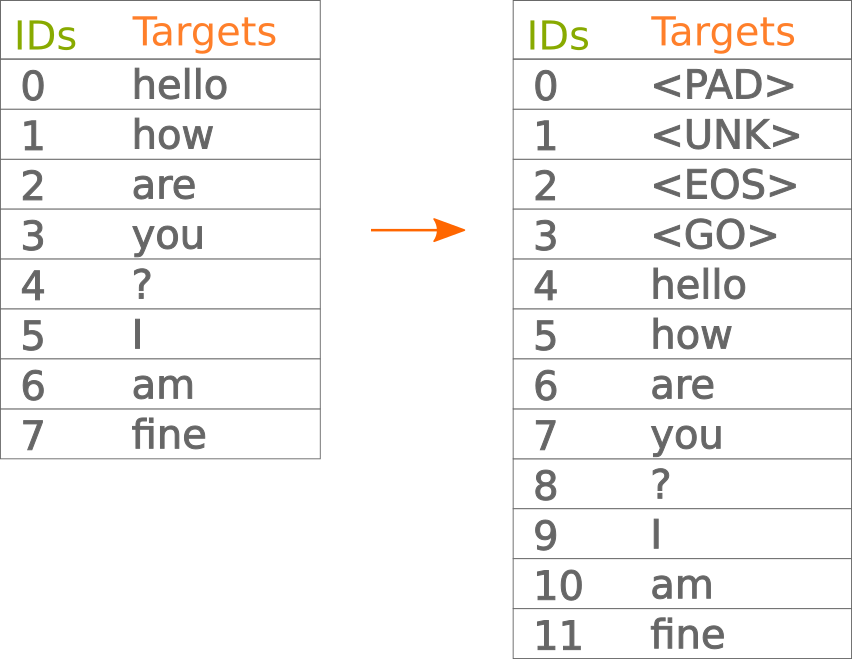 IDs Targets
0 hello
1 how
2 are
3 you
4 ?
5 I
6 am
7 fine
IDs Targets
0 <PAD>
1 <UNK>
2 <EOS>
3 <GO>
4 hello
5 how
6 are
7 you
8 ?
9 I
10 am
11 fine